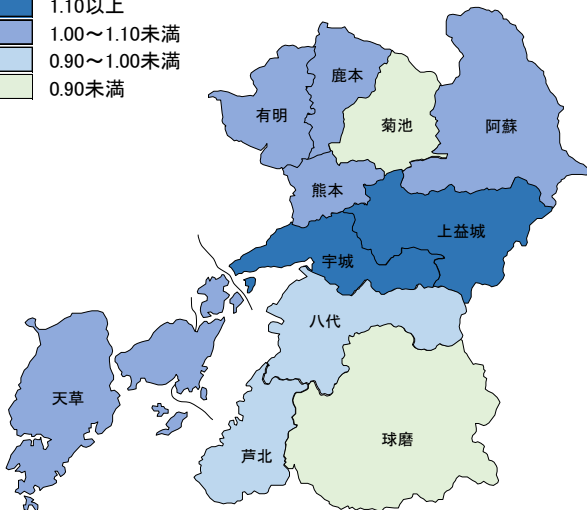 1.10以上
1.00～1.10未満
0.90～1.00未満
0.90未満
鹿本
有明
菊池
阿蘇
熊本
上益城
宇城
八代
天草
球磨
芦北